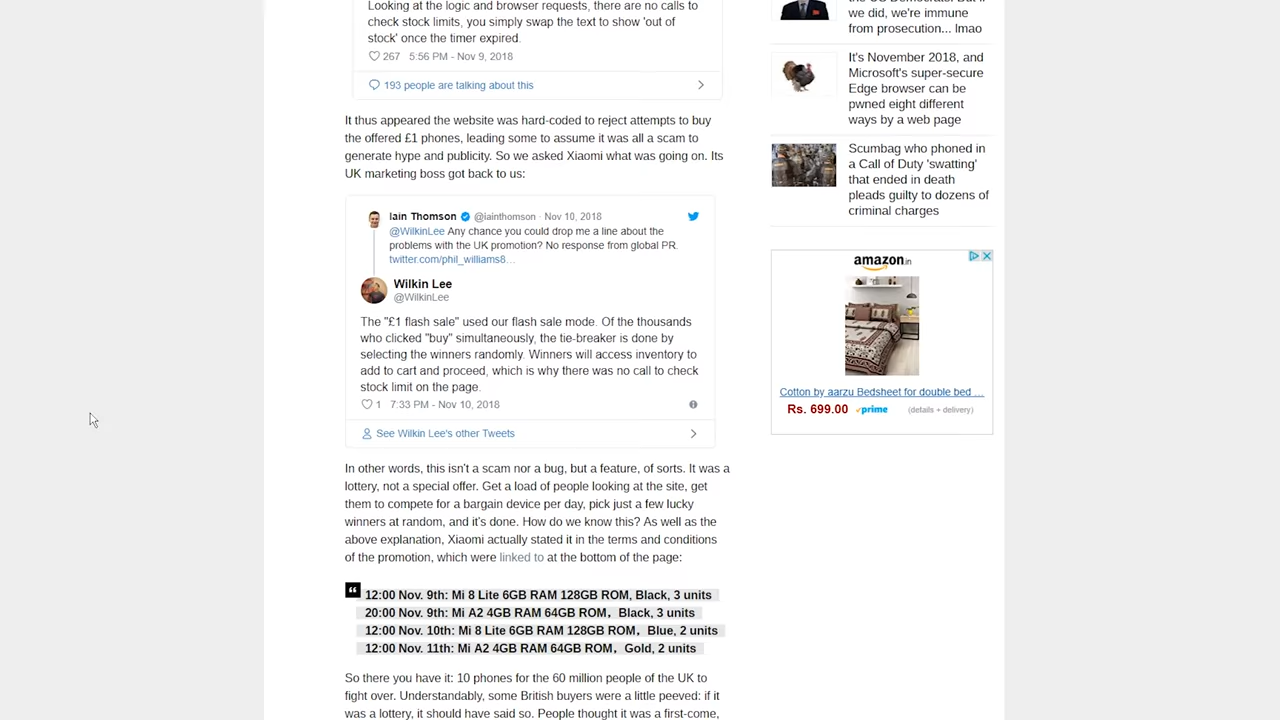 Looking at the logic and browser requests, there are no calls to
check stock limits, you simply swap the text to show 'out of
stock' once the timer expired.
267 5:56 PM - Nov 9, 2018
193 people are talking about this
It thus appeared the website was hard-coded to reject attempts to buy
the offered £1 phones, leading some to assume it was all a scam to
generate hype and publicity. So we asked Xiaomi what was going on. Its
UK marketing boss got back to us:
Iain Thomson @iainthomson · Nov 10, 2018
@WilkinLee Any chance you could drop me a line about the
problems with the UK promotion? No response from global PR.
twitter.com/phil_williams8…
Wilkin Lee
@WilkinLee
The "£1 flash sale" used our flash sale mode. Of the thousands
who clicked "buy" simultaneously, the tie-breaker is done by
selecting the winners randomly. Winners will access inventory to
add to cart and proceed, which is why there was no call to check
stock limit on the page.
1 7:33 PM - Nov 10, 2018
See Wilkin Lee's other Tweets
In other words, this isn't a scam nor a bug, but a feature, of sorts. It was a
lottery, not a special offer. Get a load of people looking at the site, get
them to compete for a bargain device per day, pick just a few lucky
winners at random, and it's done. How do we know this? As well as the
above explanation, Xiaomi actually stated it in the terms and conditions
of the promotion, which were linked to at the bottom of the page:
12:00 Nov. 9th: Mi 8 Lite 6GB RAM 128GB ROM, Black, 3 units
20:00 Nov. 9th: Mi A2 4GB RAM 64GB ROM，Black, 3 units
12:00 Nov. 10th: Mi 8 Lite 6GB RAM 128GB ROM，Blue, 2 units
12:00 Nov. 11th: Mi A2 4GB RAM 64GB ROM，Gold, 2 units
So there you have it: 10 phones for the 60 million people of the UK to
fight over. Understandably, some British buyers were a little peeved: if it
was a lottery, it should have said so. People thought it was a first-come,
we did, we're immune
from prosecution... lmao
It's November 2018, and
Microsoft's super-secure
Edge browser can be
pwned eight different
ways by a web page
Scumbag who phoned in
a Call of Duty 'swatting'
that ended in death
pleads guilty to dozens of
criminal charges
amazon.in
Cotton by aarzu Bedsheet for double bed ...
Rs. 699.00 prime (details + delivery)